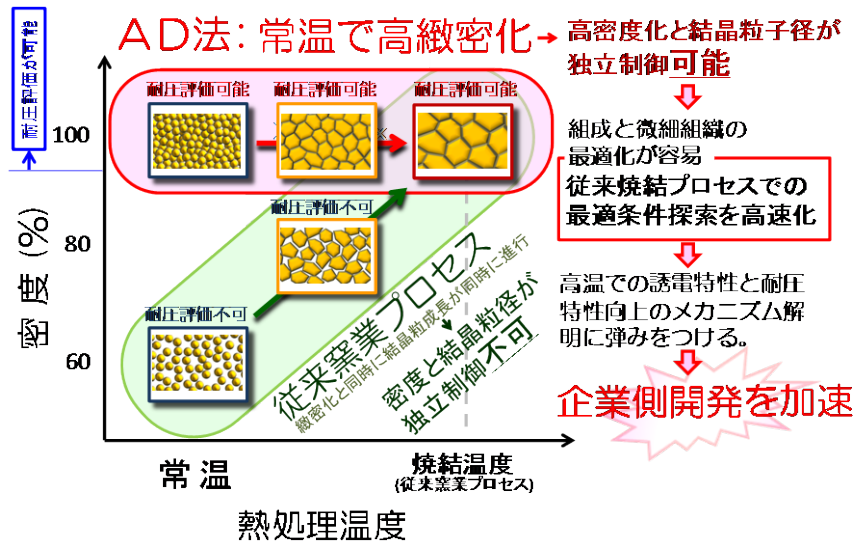 AD法：常温で高緻密化
→
高密度化と結晶粒子径が
独立制御可能
耐圧評価が可能
耐圧評価可能
耐圧評価可能
耐圧評価可能
100
80
60
密度(%)
耐圧評価不可
耐圧評価不可
従来窯業プロセス
緻密化と同時に結晶粒成長が同時に進行
密度と結晶粒径が
独立制御不可
組成と微細組織の
最適化が容易
従来焼結プロセスでの
最適条件探索を高速化
高温での誘電特性と耐圧
特性向上のメカニズム解
明に弾みをつける。
企業側開発を加速
常温
焼結温度
(従来窯業プロセス)
熱処理温度